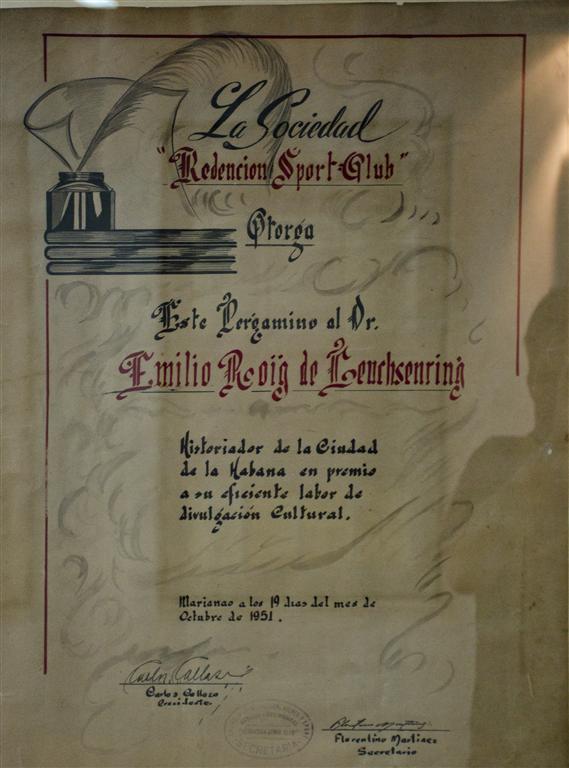 La Sociedad
"Redencion Sport-Club"
Otorga
Este Pergamino al Dr.
Emilio Roig de Leuchsenring
Historiador de la Ciudad
de la Habana en premio
a su eficiente labor de
divulgación Cultural.
Marianao a los 19 dias del mes de
Octubre de 1951.
Carlos Collazo
Presidente
Florentino Martinez
Secretario
SECRETARIA